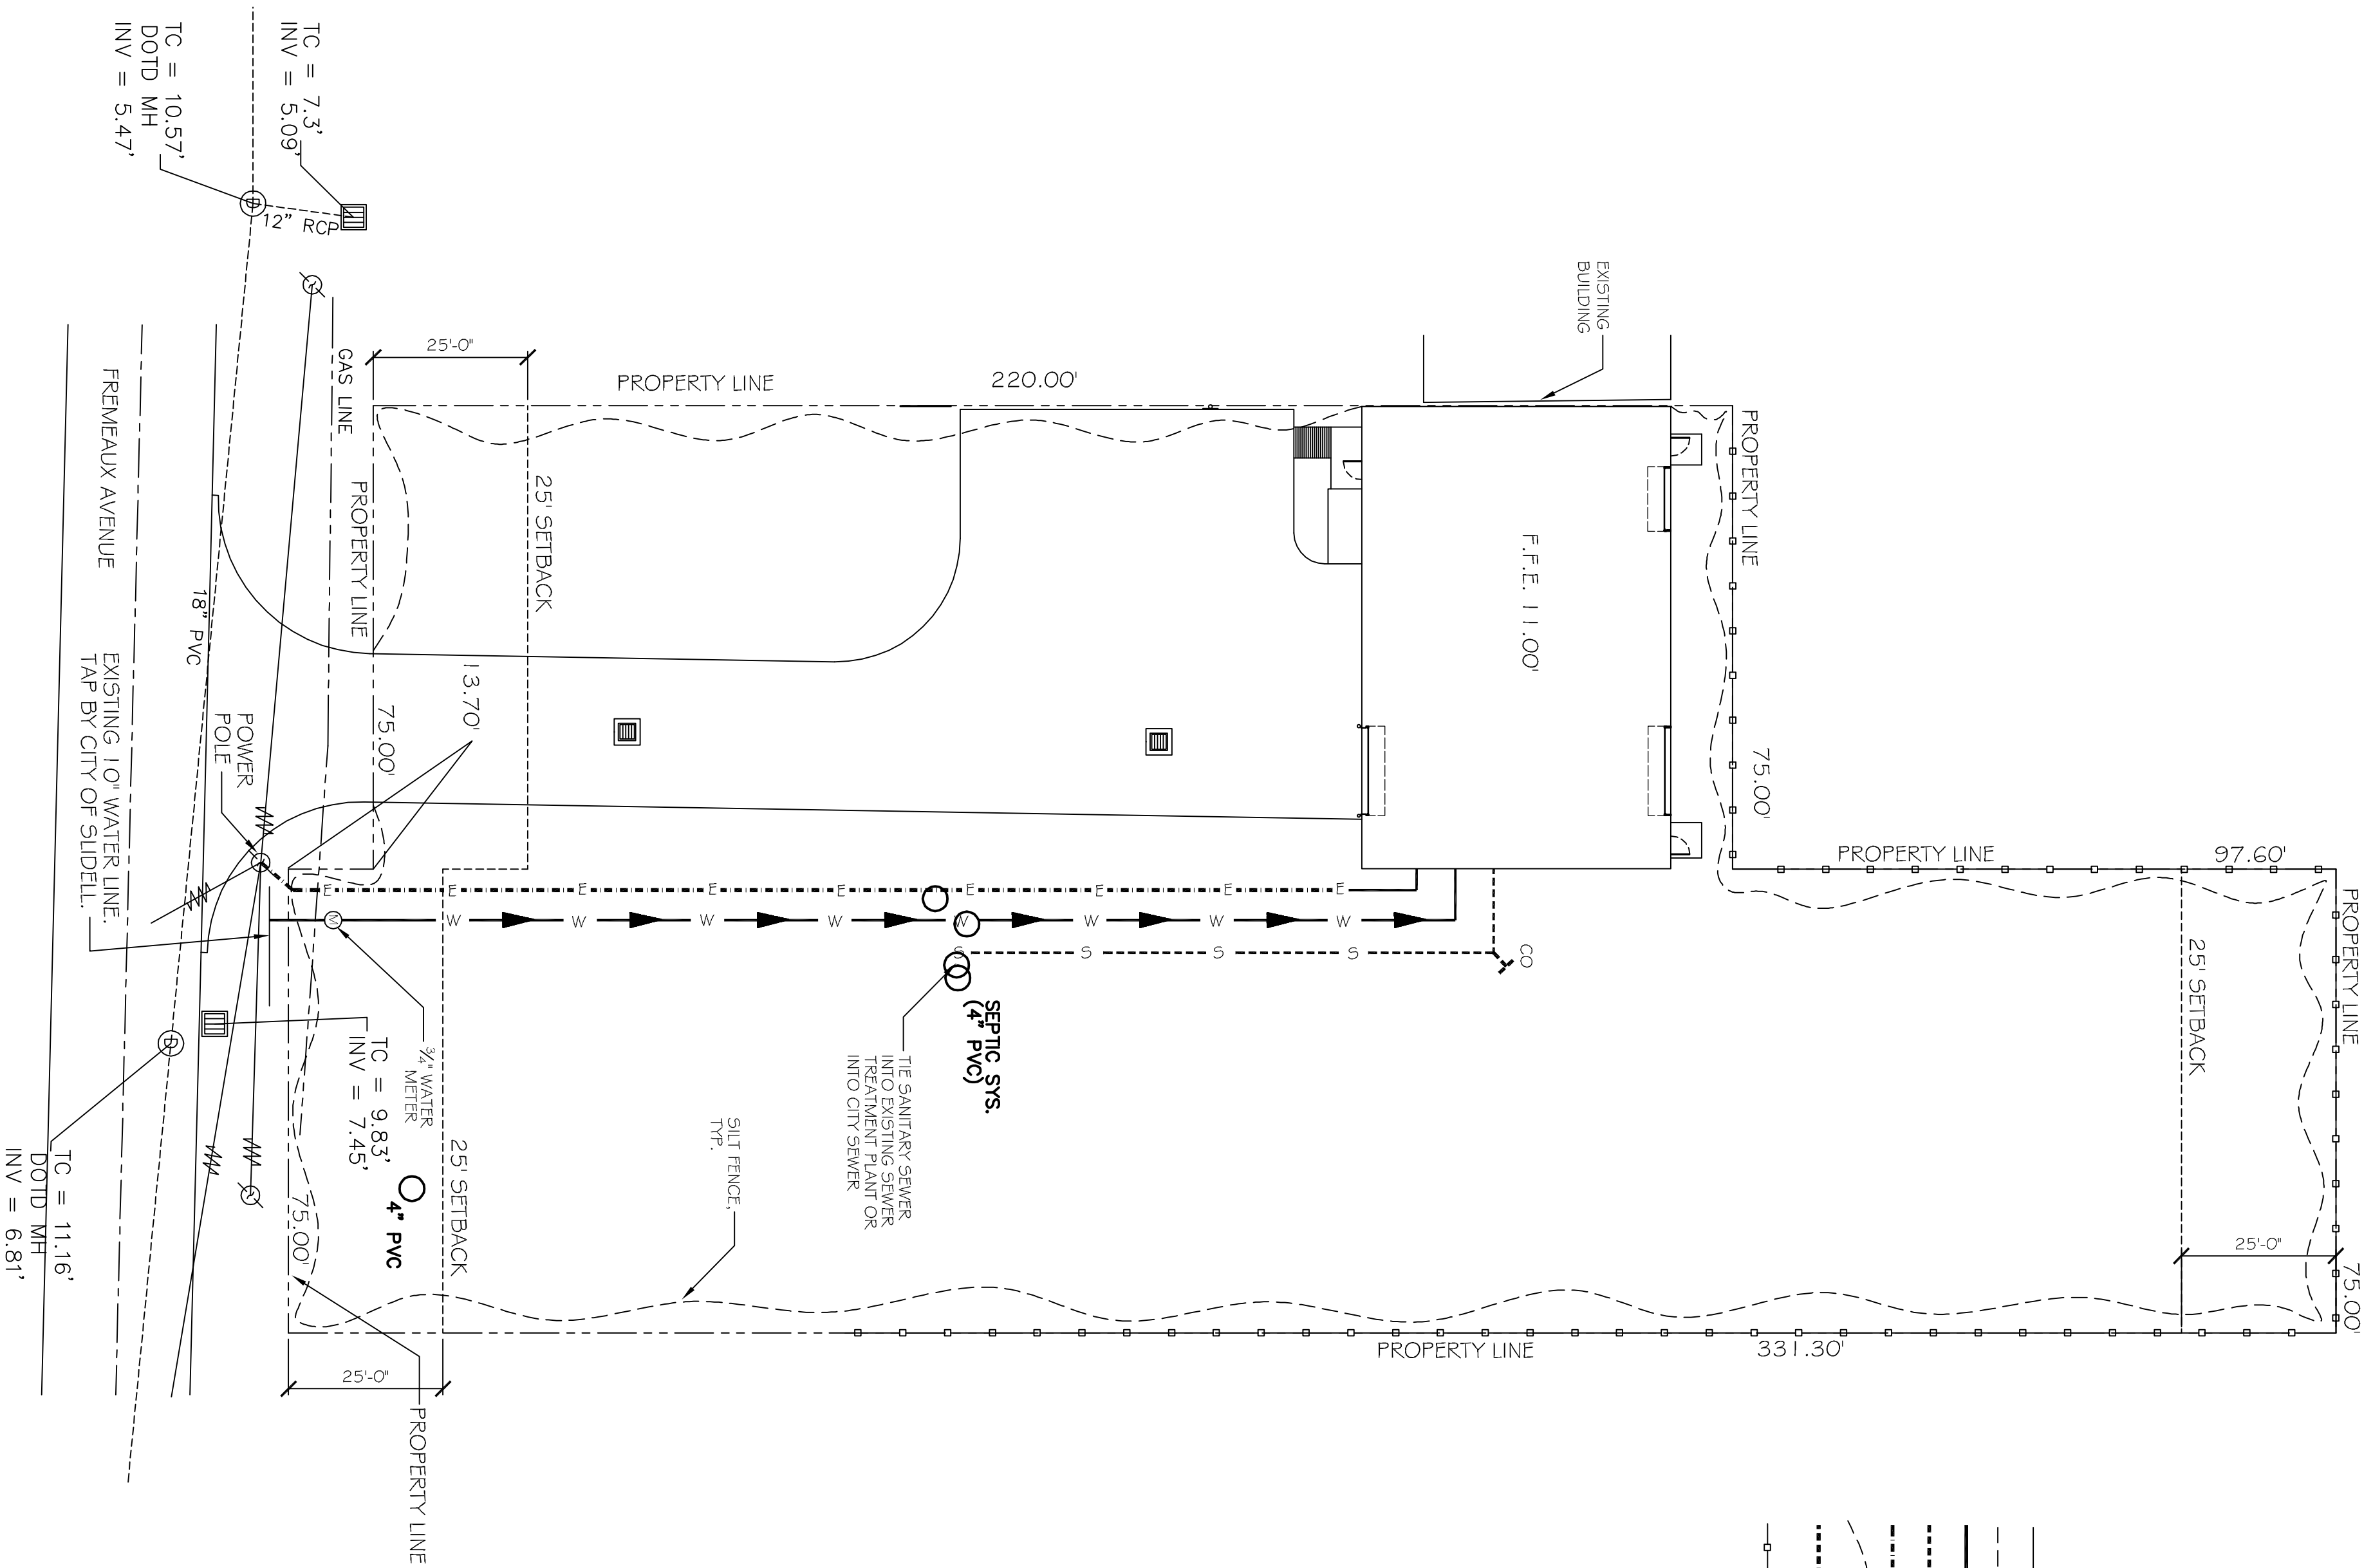 TC = 7.3'
INV = 5.09'
TC = 10.57'
DOTD MH
INV = 5.47'
D
12" RCP
EXISTING
BUILDING
25'-0"
PROPERTY LINE
220.00'
GAS LINE
PROPERTY LINE
25' SETBACK
FREMEAUX AVENUE
18" PVC
F.F.E. 11.00'
PROPERTY LINE
75.00'
PROPERTY LINE
97.60'
13.70'
75.00'
POWER
POLE
EXISTING 10" WATER LINE.
TAP BY CITY OF SLIDELL.
E E E E E E E E E
M W W W W W W W W
S S S S
CO
SEPTIC SYS.
(4" PVC)
TIE SANITARY SEWER
INTO EXISTING SEWER
TREATMENT PLANT OR
INTO CITY SEWER
3/4" WATER
METER
TC = 9.83'
INV = 7.45'
D
4" PVC
25' SETBACK
SILT FENCE,
TYP.
75.00'
TC = 11.16'
DOTD MH
INV = 6.81'
25'-0"
PROPERTY LINE
PROPERTY LINE
331.30'
25' SETBACK
PROPERTY LINE
25'-0"
75.00'